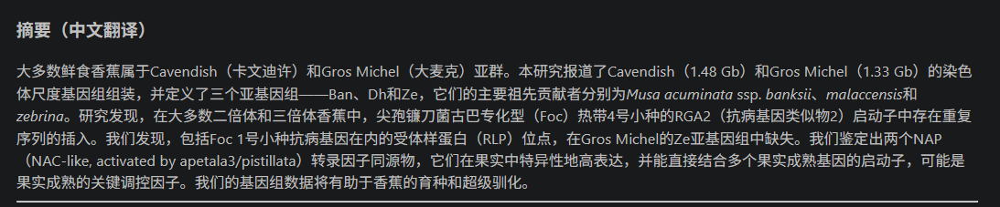 摘要（中文翻译）
大多数鲜食香蕉属于Cavendish（卡文迪许）和Gros Michel（大麦克）亚群。本研究报道了Cavendish（1.48 Gb）和Gros Michel（1.33 Gb）的染色
体尺度基因组组装，并定义了三个亚基因组——Ban、Dh和Ze，它们的主要祖先贡献者分别为Musa acuminata ssp. banksii、malaccensis和
zebrina。研究发现，在大多数二倍体和三倍体香蕉中，尖孢镰刀菌古巴专化型（Foc）热带4号小种的RGA2（抗病基因类似物2）启动子中存在重复
序列的插入。我们发现，包括Foc 1号小种抗病基因在内的受体样蛋白（RLP）位点，在Gros Michel的Ze亚基因组中缺失。我们鉴定出两个NAP
（NAC-like, activated by apetala3/pistillata）转录因子同源物，它们在果实中特异性地高表达，并能直接结合多个果实成熟基因的启动子，可能是
果实成熟的关键调控因子。我们的基因组数据将有助于香蕉的育种和超级驯化。